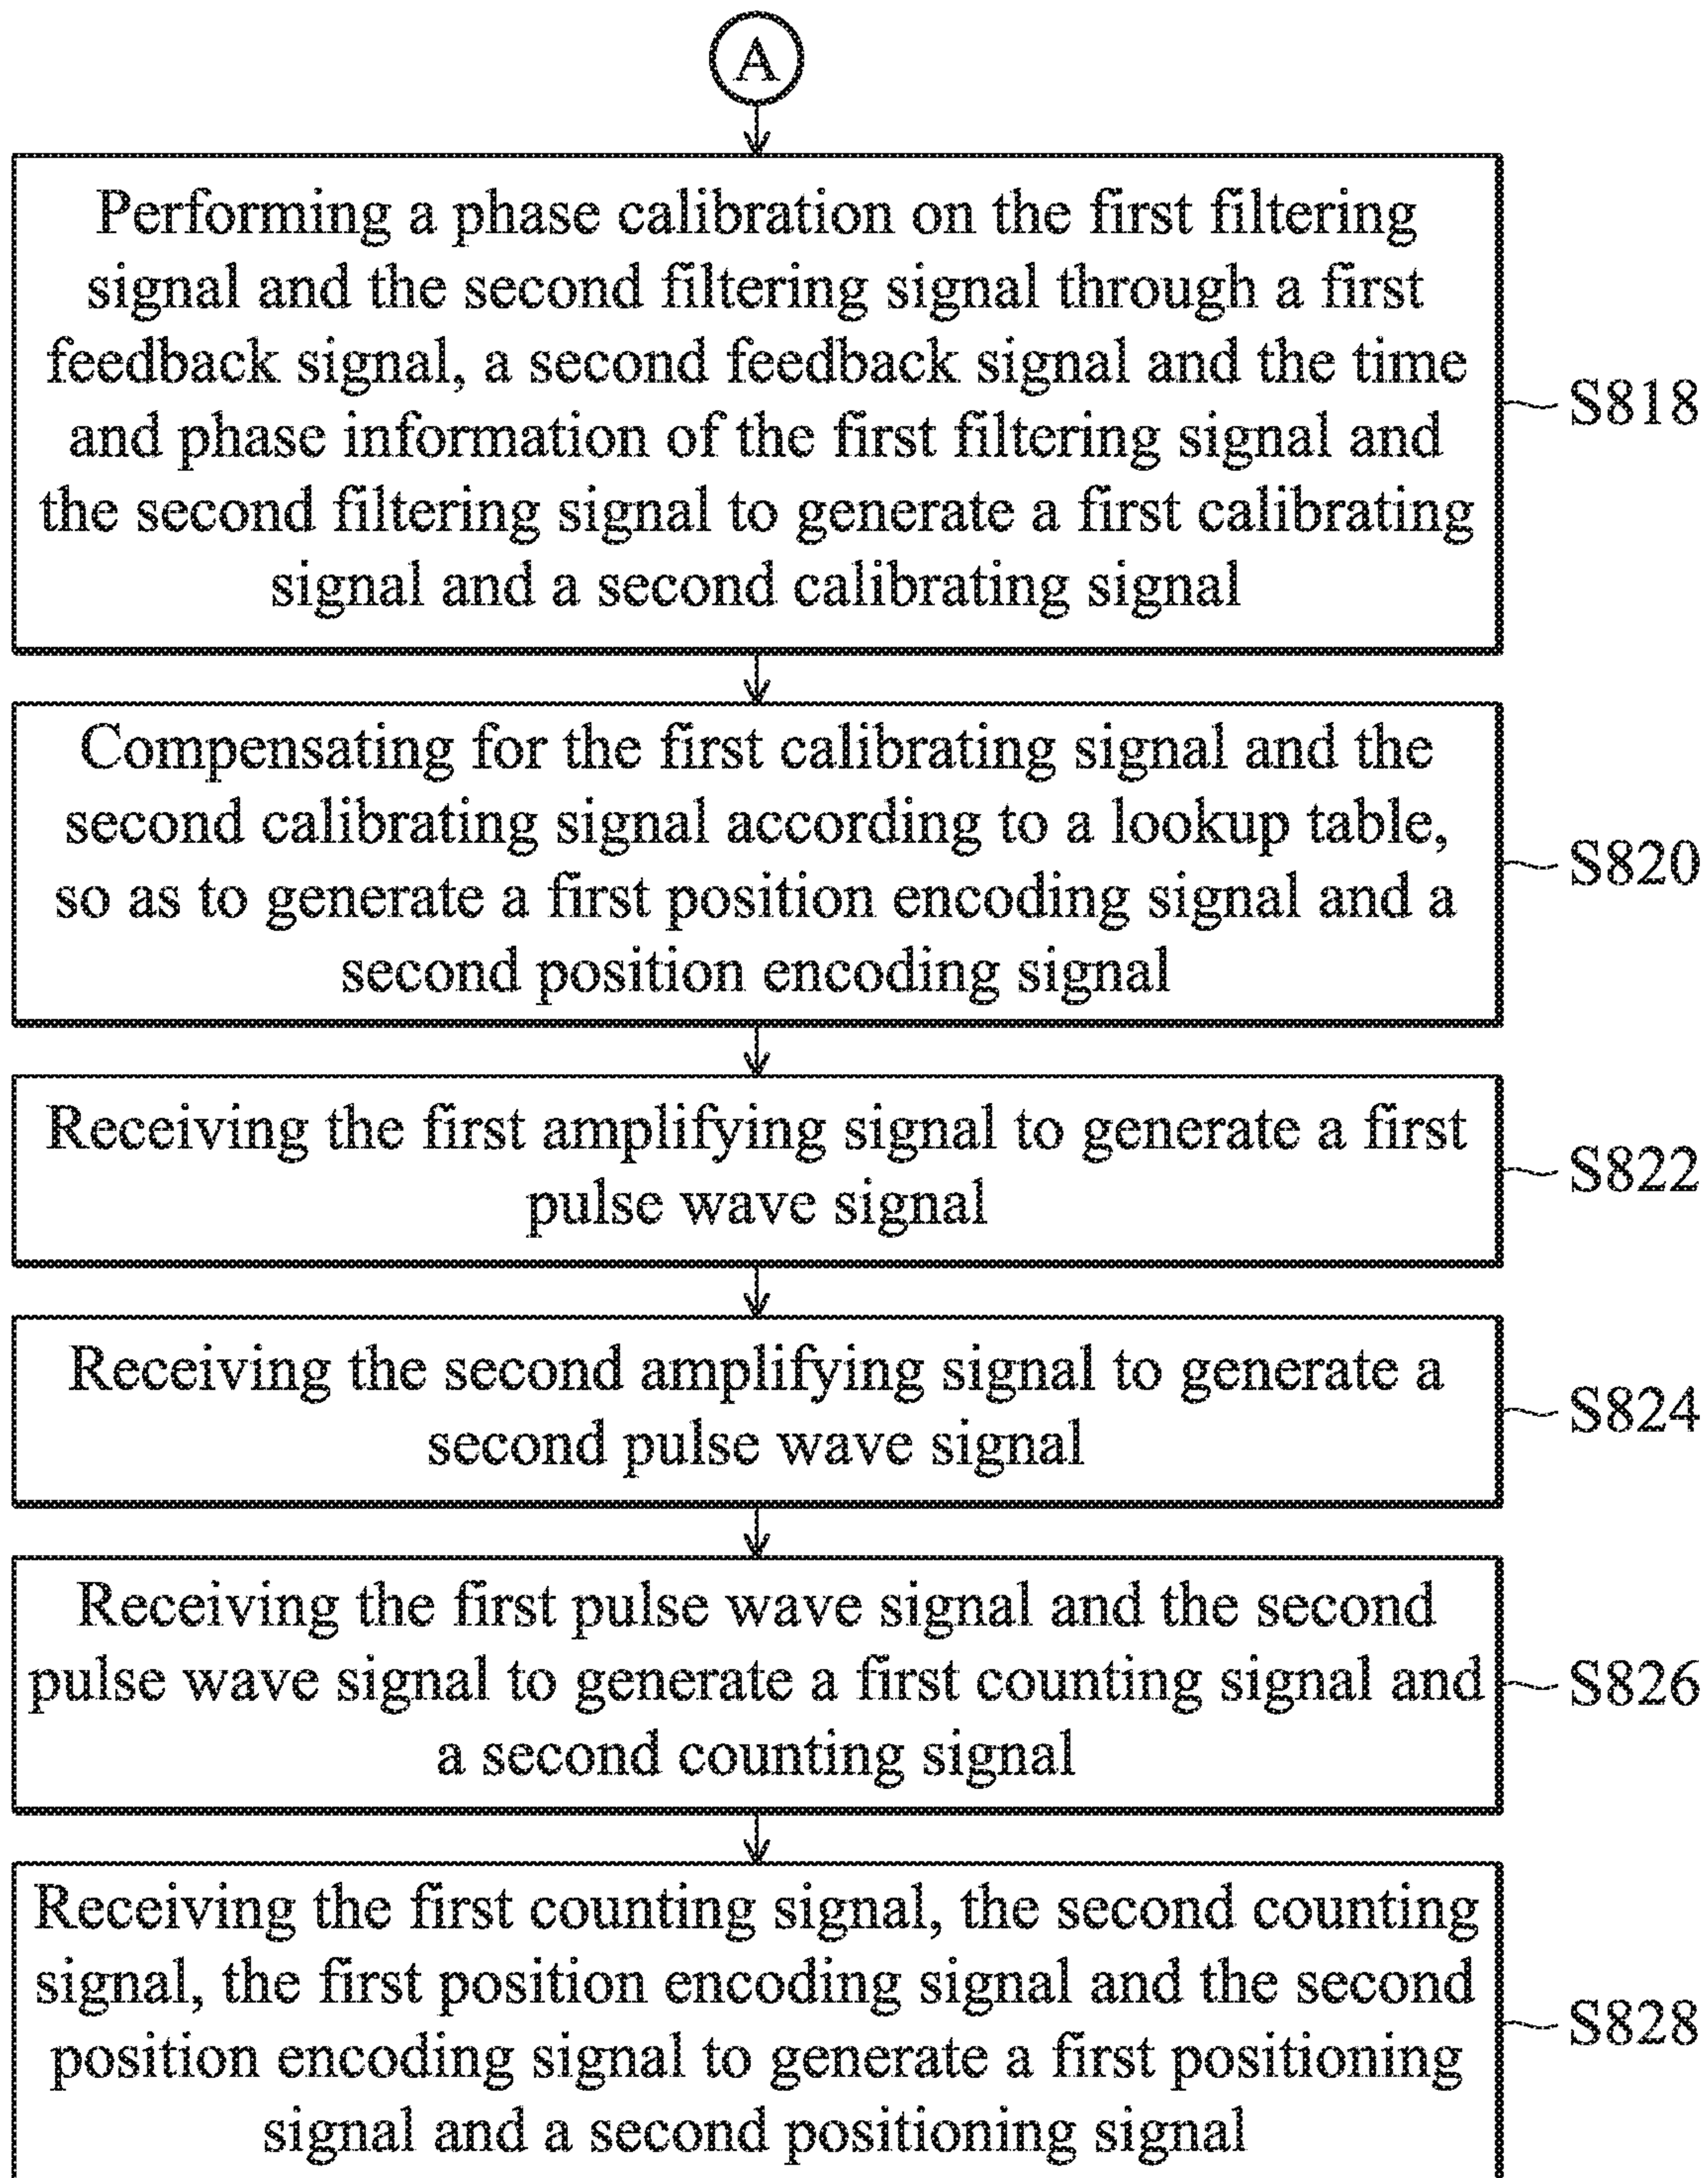 A
Performing a phase calibration on the first filtering
signal and the second filtering signal through a first
feedback signal, a second feedback signal and the time
and phase information of the first filtering signal and
the second filtering signal to generate a first calibrating
signal and a second calibrating signal
S818
Compensating for the first calibrating signal and the
second calibrating signal according to a lookup table,
so as to generate a first position encoding signal and a
second position encoding signal
S820
Receiving the first amplifying signal to generate a first
pulse wave signal
S822
Receiving the second amplifying signal to generate a
second pulse wave signal
S824
Receiving the first pulse wave signal and the second
pulse wave signal to generate a first counting signal and
a second counting signal
S826
Receiving the first counting signal, the second counting
signal, the first position encoding signal and the second
position encoding signal to generate a first positioning
signal and a second positioning signal
S828